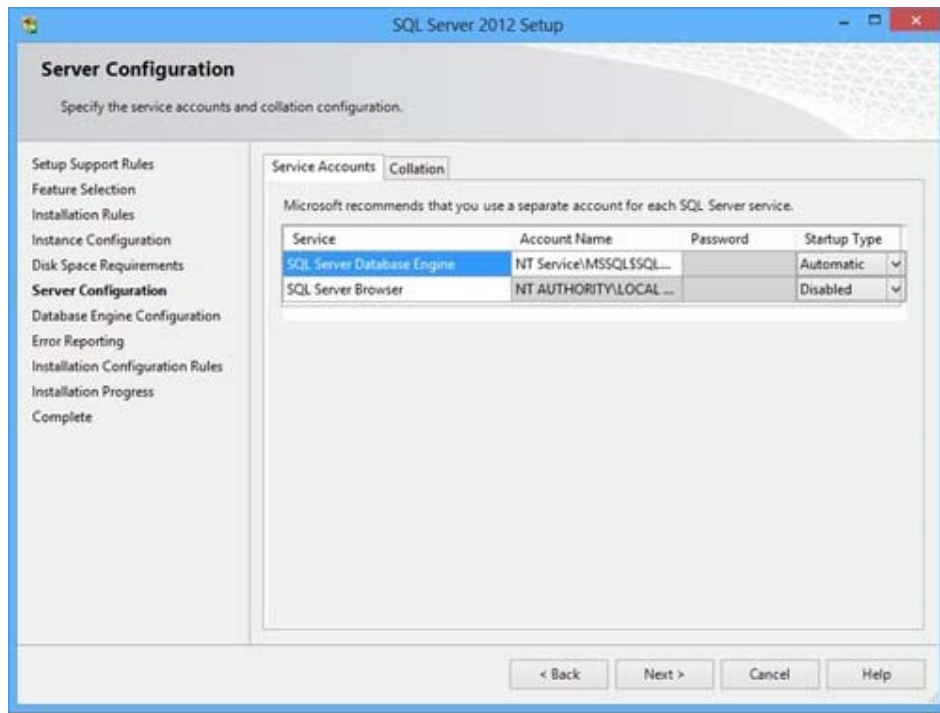 SQL Server 2012 Setup
Server Configuration
Specify the service accounts and collation configuration.
Setup Support Rules
Feature Selection
Installation Rules
Instance Configuration
Disk Space Requirements
Server Configuration
Database Engine Configuration
Error Reporting
Installation Configuration Rules
Installation Progress
Complete
Service Accounts Collation
Microsoft recommends that you use a separate account for each SQL Server service.
Service Account Name Password Startup Type
SQL Server Database Engine NT Service\MSSQL$SQL... Automatic
SQL Server Browser NT AUTHORITY\LOCAL ... Disabled
< Back Next > Cancel Help